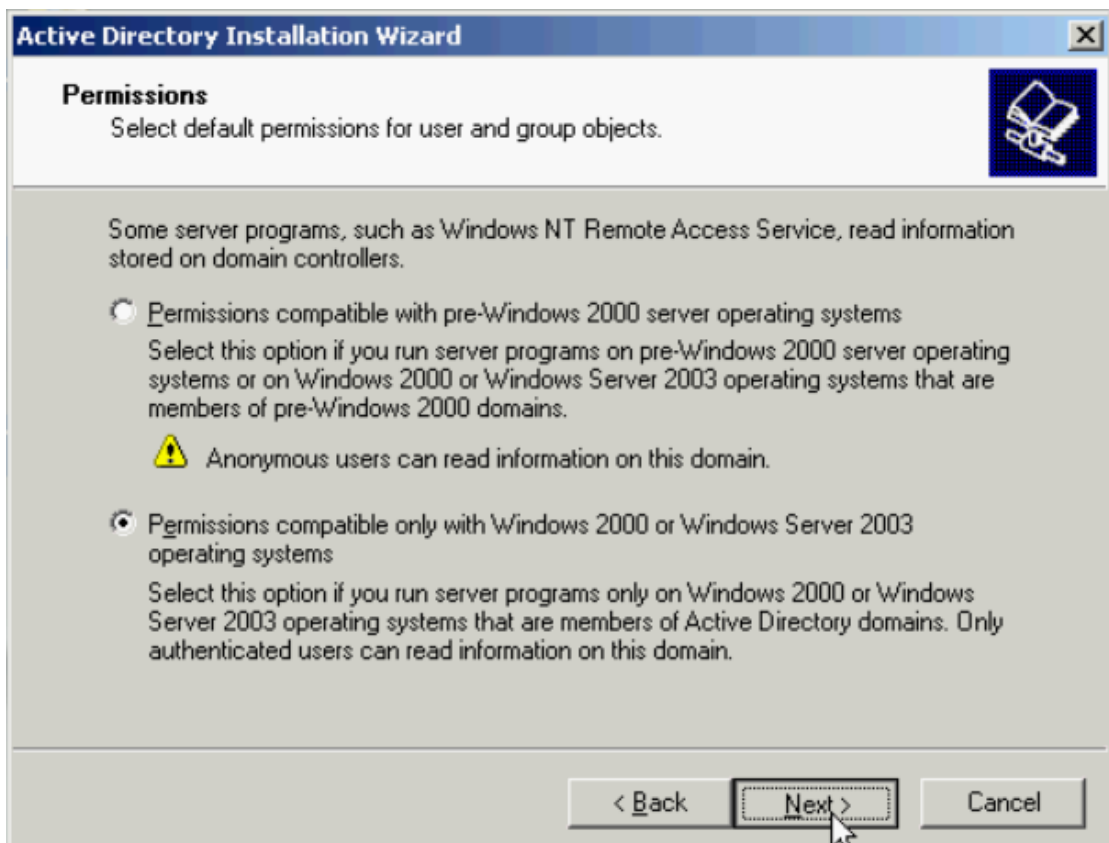 Active Directory Installation Wizard
Permissions
Select default permissions for user and group objects.
Some server programs, such as Windows NT Remote Access Service, read information
stored on domain controllers.
Permissions compatible with pre-Windows 2000 server operating systems
Select this option if you run server programs on pre-Windows 2000 server operating
systems or on Windows 2000 or Windows Server 2003 operating systems that are
members of pre-Windows 2000 domains.
Anonymous users can read information on this domain.
Permissions compatible only with Windows 2000 or Windows Server 2003
operating systems
Select this option if you run server programs only on Windows 2000 or Windows
Server 2003 operating systems that are members of Active Directory domains. Only
authenticated users can read information on this domain.
< Back
Next >
Cancel